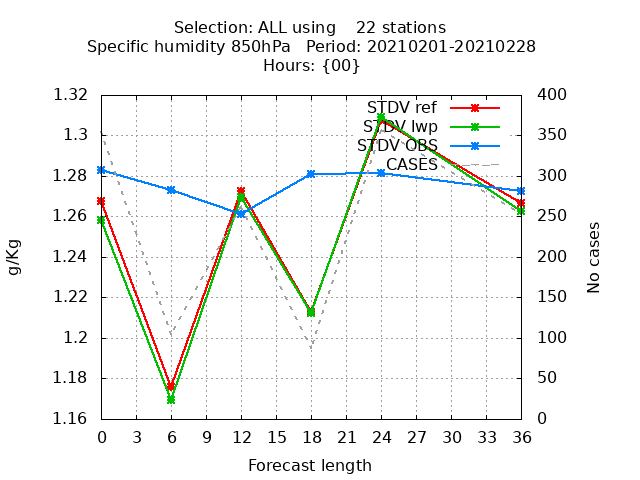 Selection: ALL using    22 stations
Specific humidity 850hPa   Period: 20210201-20210228
Hours: {00}
STDV ref
STDV lwp
STDV OBS
CASES
1.32
1.3
1.28
1.26
1.24
1.22
1.2
1.18
1.16
g/Kg
400
350
300
250
200
150
100
50
0
No cases
0 3 6 9 12 15 18 21 24 27 30 33 36
Forecast length